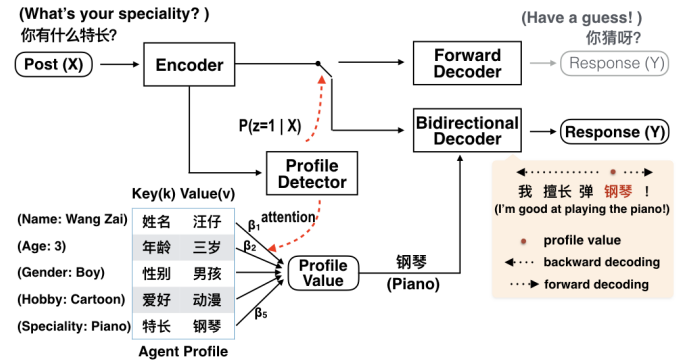 (What's your speciality? )
你有什么特长?
Post (X)
Encoder
Forward
Decoder
(Have a guess! )
你猜呀?
Response (Y)
P(z=1 | X)
Bidirectional
Decoder
Response (Y)
Profile
Detector
我 擅长 弹 钢琴 !
(I'm good at playing the piano!)
profile value
backward decoding
forward decoding
Key(k) Value(v)
(Name: Wang Zai) 姓名 汪仔
(Age: 3) 年龄 三岁
(Gender: Boy) 性别 男孩
(Hobby: Cartoon) 爱好 动漫
(Speciality: Piano) 特长 钢琴
Agent Profile
β1
attention
β2
β5
Profile
Value
钢琴
(Piano)